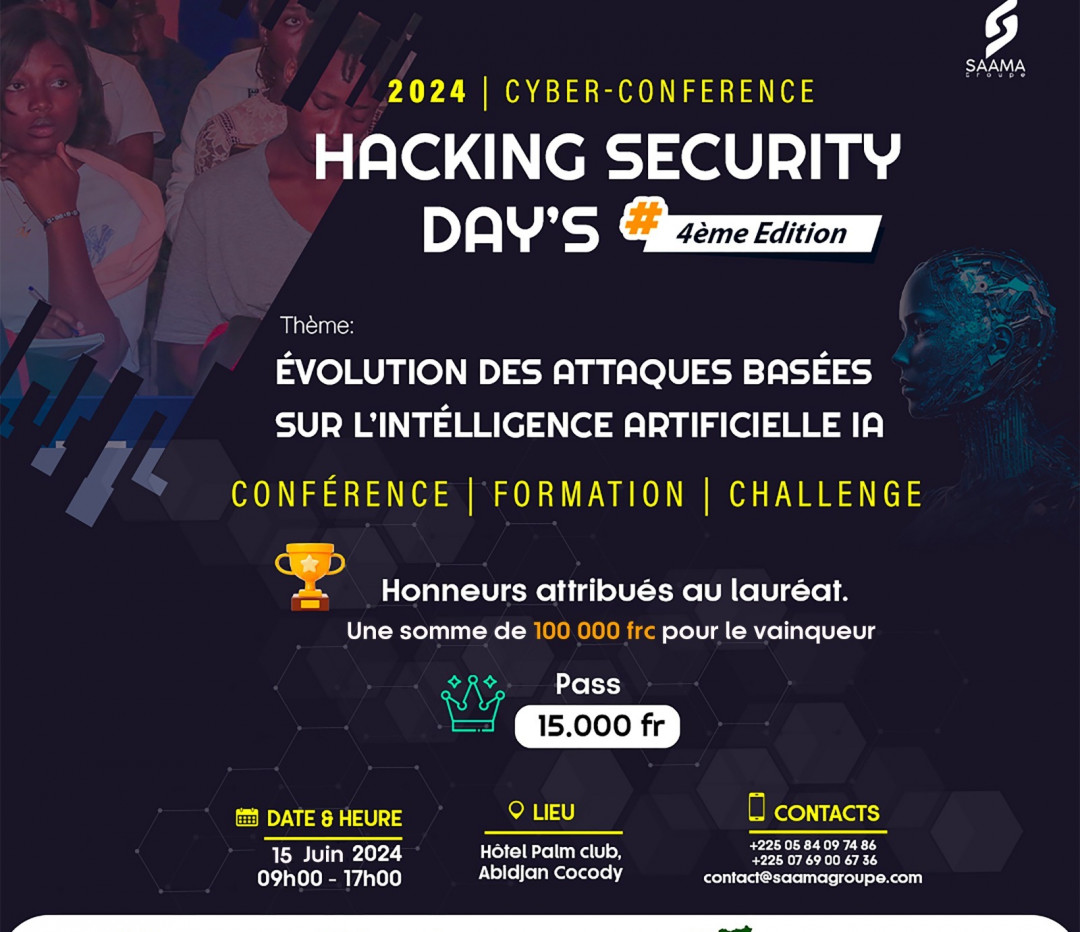 SAAMA
Groupe
2024 | CYBER-CONFERENCE
HACKING SECURITY
DAY'S # 4ème Edition
Thème:
ÉVOLUTION DES ATTAQUES BASÉES
SUR L'INTÉLLIGENCE ARTIFICIELLE IA
CONFÉRENCE | FORMATION | CHALLENGE
Honneurs attribués au lauréat.
Une somme de 100 000 frc pour le vainqueur
Pass
15.000 fr
DATE & HEURE
15 Juin 2024
09h00 - 17h00
LIEU
Hôtel Palm club,
Abidjan Cocody
CONTACTS
+225 05 84 09 74 86
+225 07 69 00 67 36
contact@saamagroupe.com